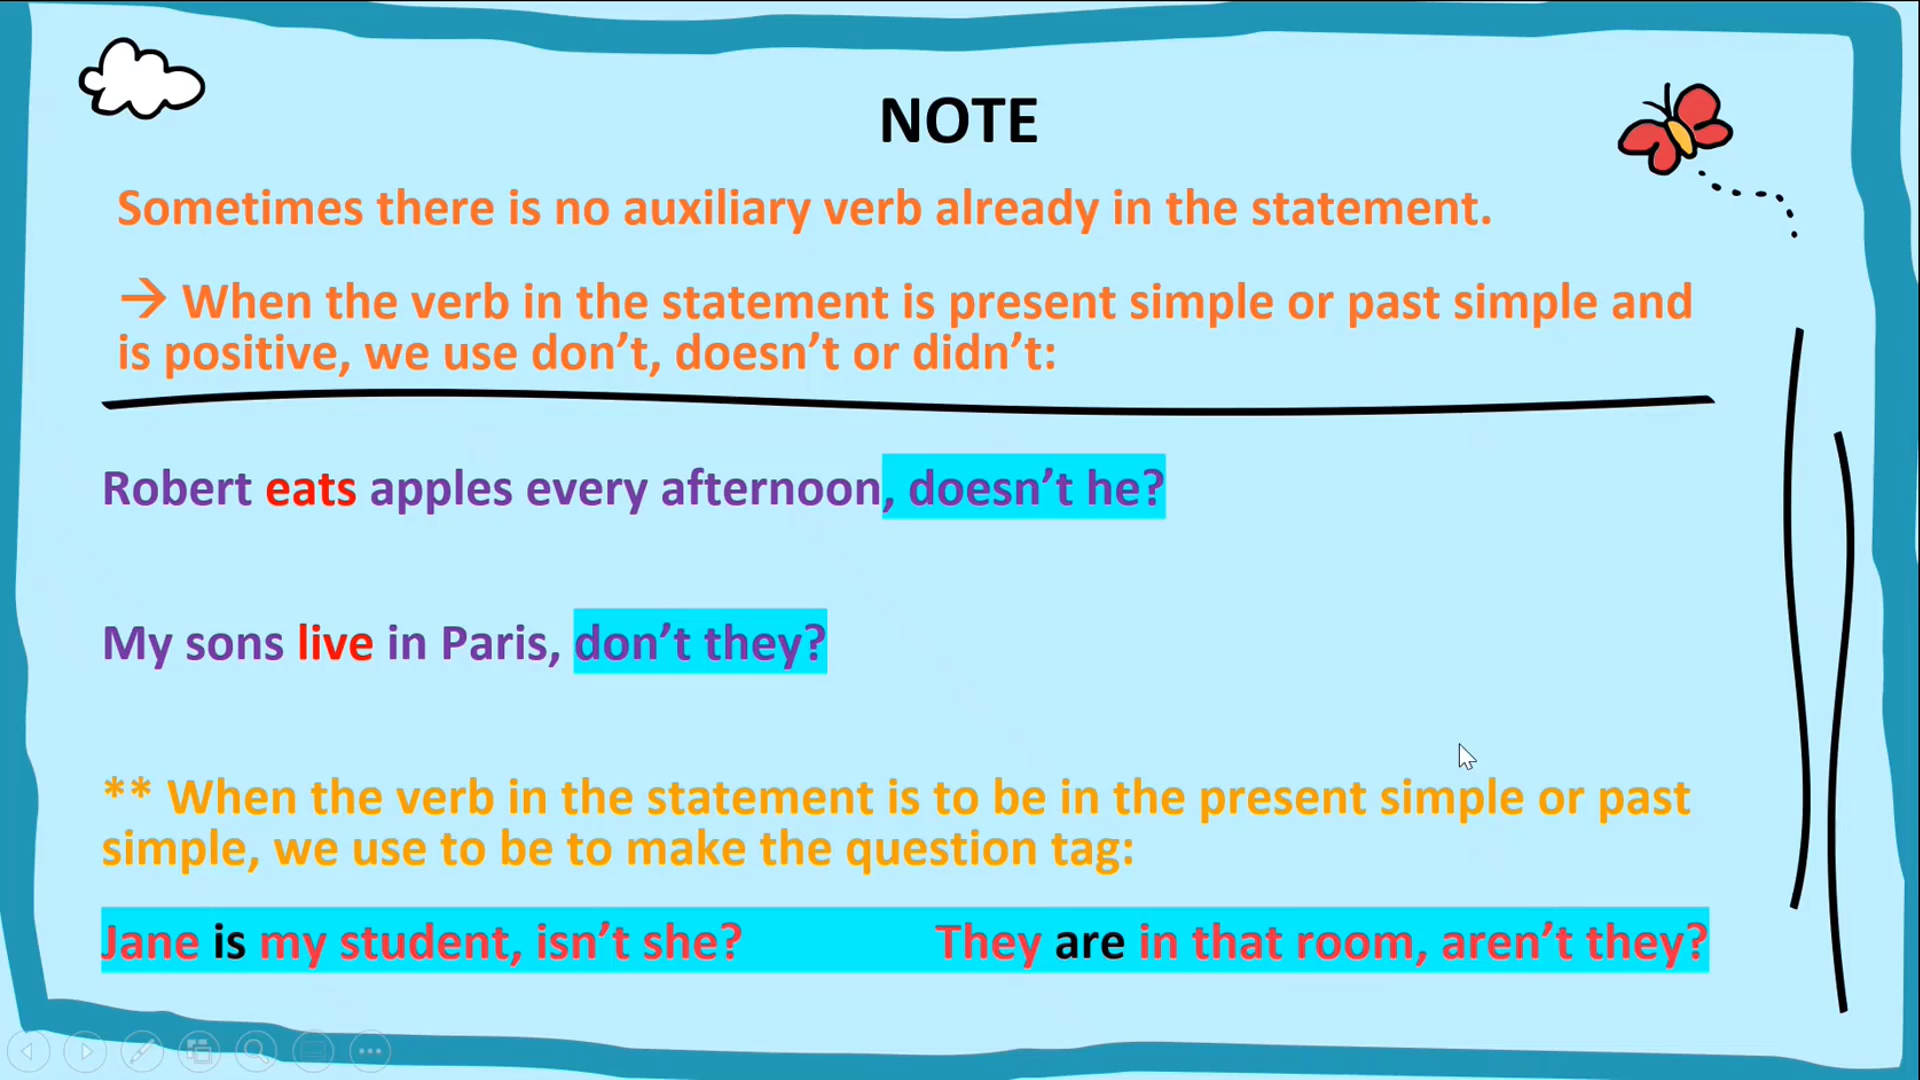 NOTE
Sometimes there is no auxiliary verb already in the statement.
→ When the verb in the statement is present simple or past simple and
is positive, we use don’t, doesn’t or didn’t:
Robert eats apples every afternoon, doesn’t he?
My sons live in Paris, don’t they?
** When the verb in the statement is to be in the present simple or past
simple, we use to be to make the question tag:
Jane is my student, isn’t she? They are in that room, aren’t they?